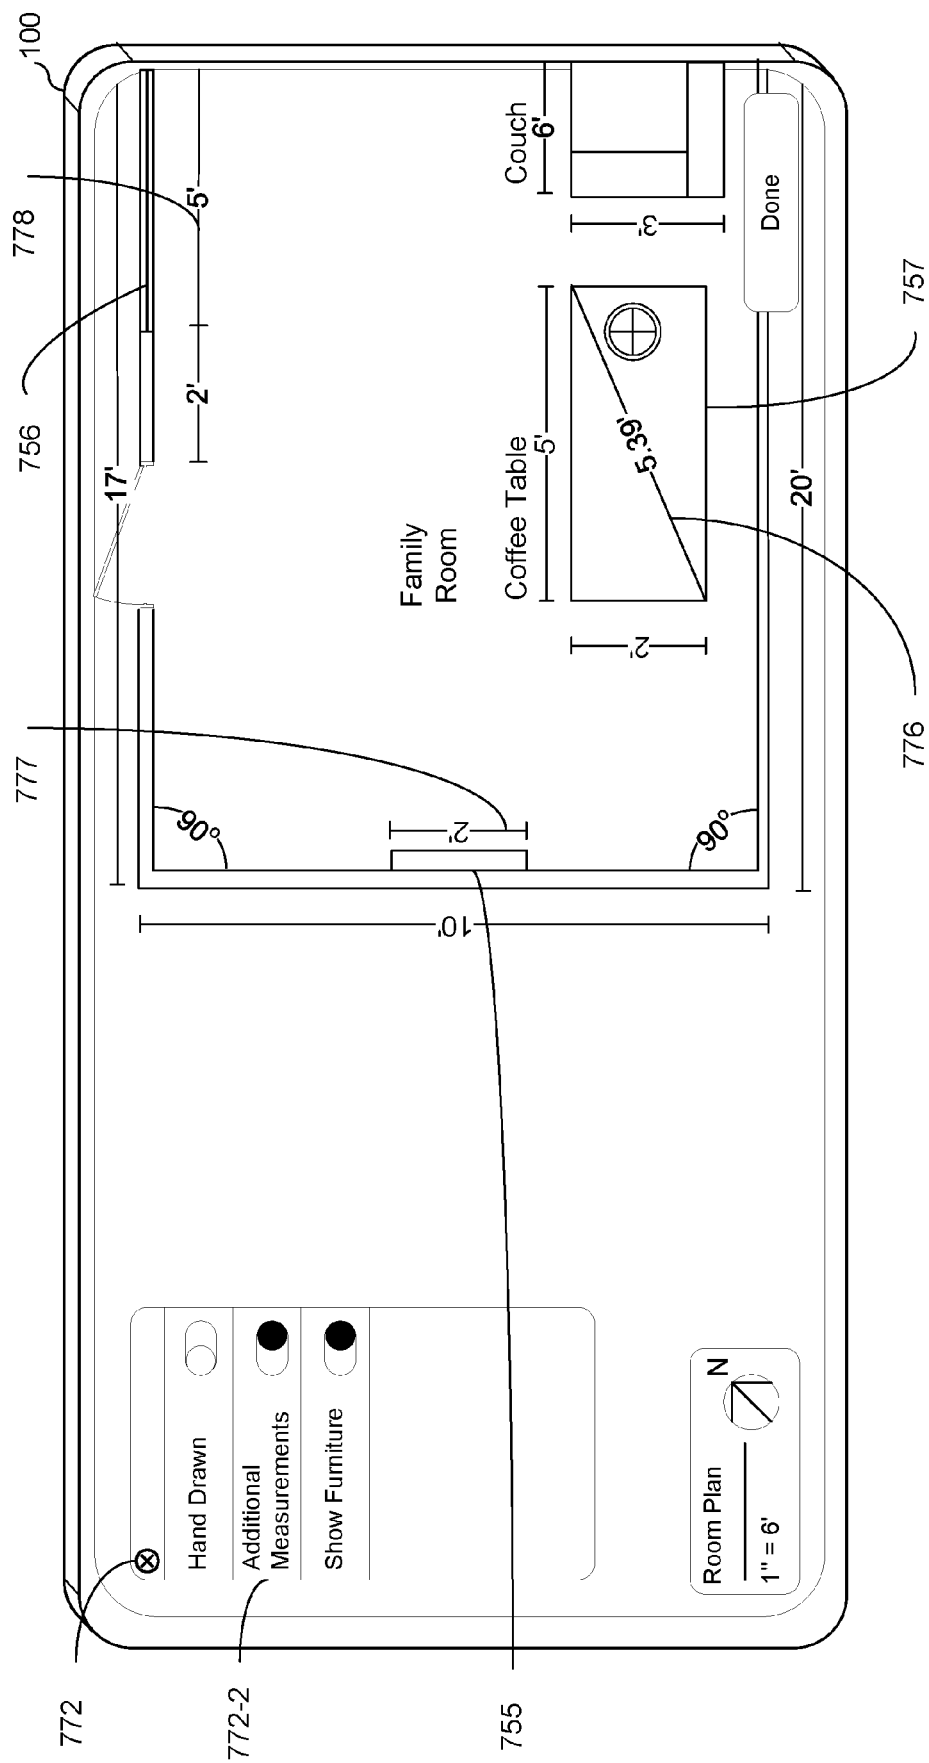 100
772
772-2
755
777
778
756
757
776
Hand Drawn
Additional
Measurements
Show Furniture
Room Plan
1" = 6'
N
17'
2'
5'
90°
90°
2'
10'
Family
Room
Coffee Table
5'
5.39'
2'
Couch
6'
3'
20'
Done